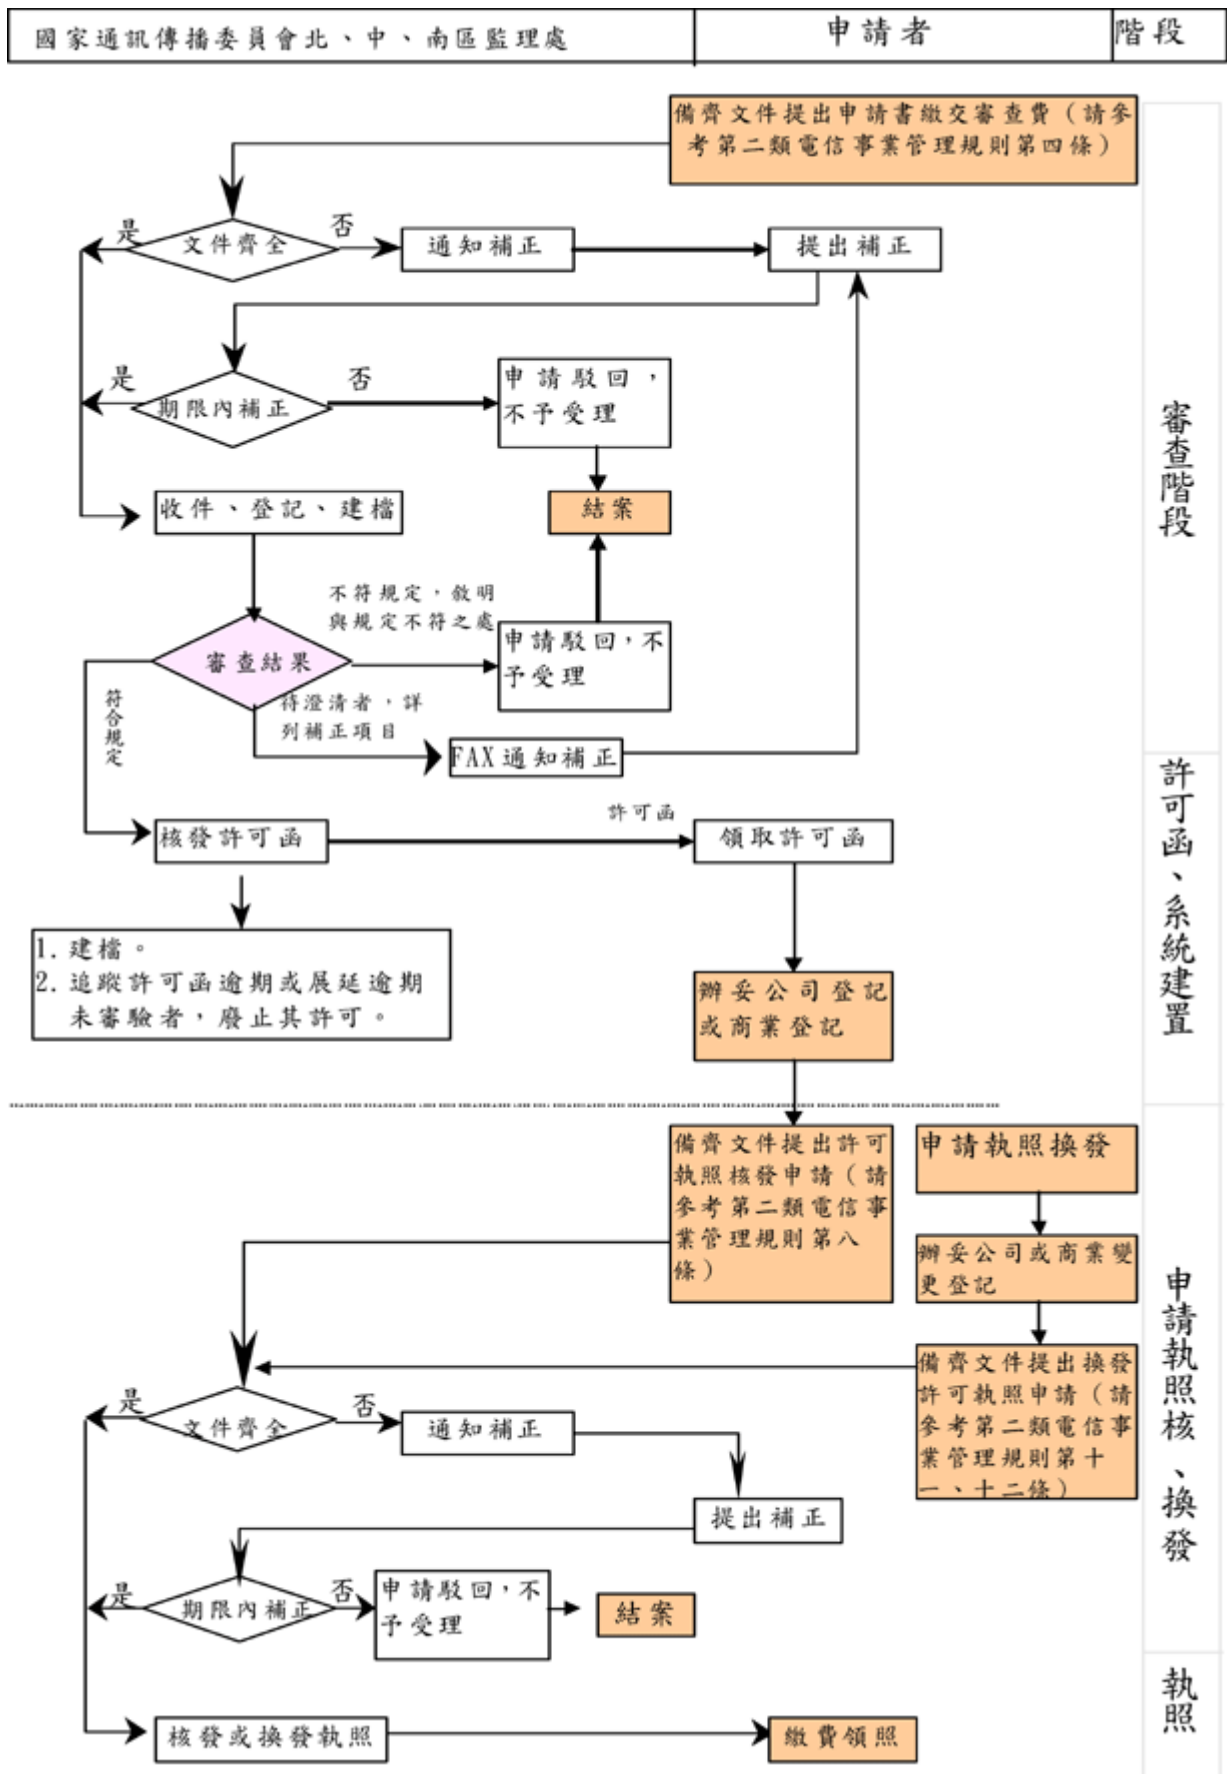 國家通訊傳播委員會北、中、南區監理處
申請者
階段
備齊文件提出申請書繳交審查費（請參
考第二類電信事業管理規則第四條）
是
文件齊全
否
通知補正
提出補正
是
期限內補正
否
申請駁回，
不予受理
收件、登記、建檔
結案
不符規定，敘明
與規定不符之處
審查結果
申請駁回，不
予受理
符合規定
待澄清者，詳
列補正項目
FAX通知補正
審查階段
核發許可函
許可函
領取許可函
1. 建檔。
2. 追蹤許可函逾期或展延逾期
未審驗者，廢止其許可。
辦妥公司登記
或商業登記
許可函、系統建置
備齊文件提出許可
執照核發申請（請
參考第二類電信事
業管理規則第八
條）
申請執照換發
辦妥公司或商業變
更登記
備齊文件提出換發
許可執照申請（請
參考第二類電信事
業管理規則第十
一、十二條）
是
文件齊全
否
通知補正
提出補正
是
期限內補正
否
申請駁回，不
予受理
結案
申請執照核、換發
核發或換發執照
繳費領照
執照